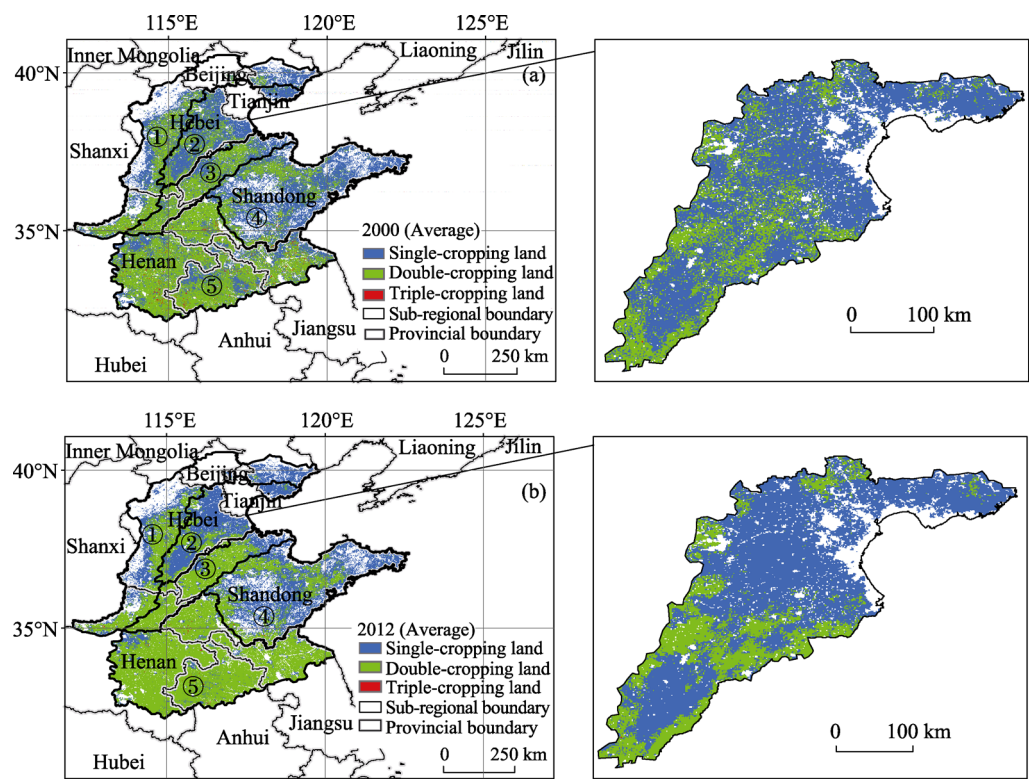 115°E 120°E 125°E
Inner Mongolia Liaoning Jilin
40°N Beijing (a)
Tianjin
Hebei
① ②
Shanxi
③
Shandong
④
35°N
2000 (Average)
Single-cropping land
Henan Double-cropping land
⑤ Triple-cropping land
Sub-regional boundary
Jiangsu Provincial boundary
Anhui
Hubei 0 250 km
0 100 km
115°E 120°E 125°E
Inner Mongolia Liaoning Jilin
40°N Beijing
Tianjin (b)
Hebei
① ②
Shanxi
③
Shandong
④
35°N
2012 (Average)
Single-cropping land
Henan Double-cropping land
⑤ Triple-cropping land
Sub-regional boundary
Jiangsu Provincial boundary
Anhui
Hubei 0 250 km
0 100 km